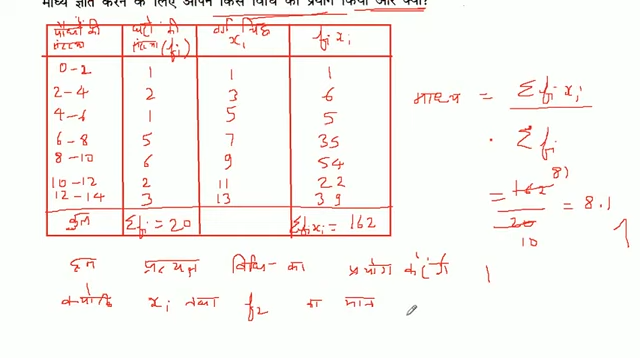 माध्य ज्ञात करने के लिए आपने किस विधि का प्रयोग किया और क्यों?
पौधों की संख्या घरों की संख्या (fi) वर्ग चिह्न xi fi xi
0-2 1 1 1
2-4 2 3 6
4-6 1 5 5
6-8 5 7 35
8-10 6 9 54
10-12 2 11 22
12-14 3 13 39
कुल Σfi = 20 Σfixi = 162
माध्य = Σfi xi
Σfi
= 162 81
20 = 8.1
10
हम प्रत्यक्ष विधि का प्रयोग करेंगे
क्योंकि xi तथा f2 का मान